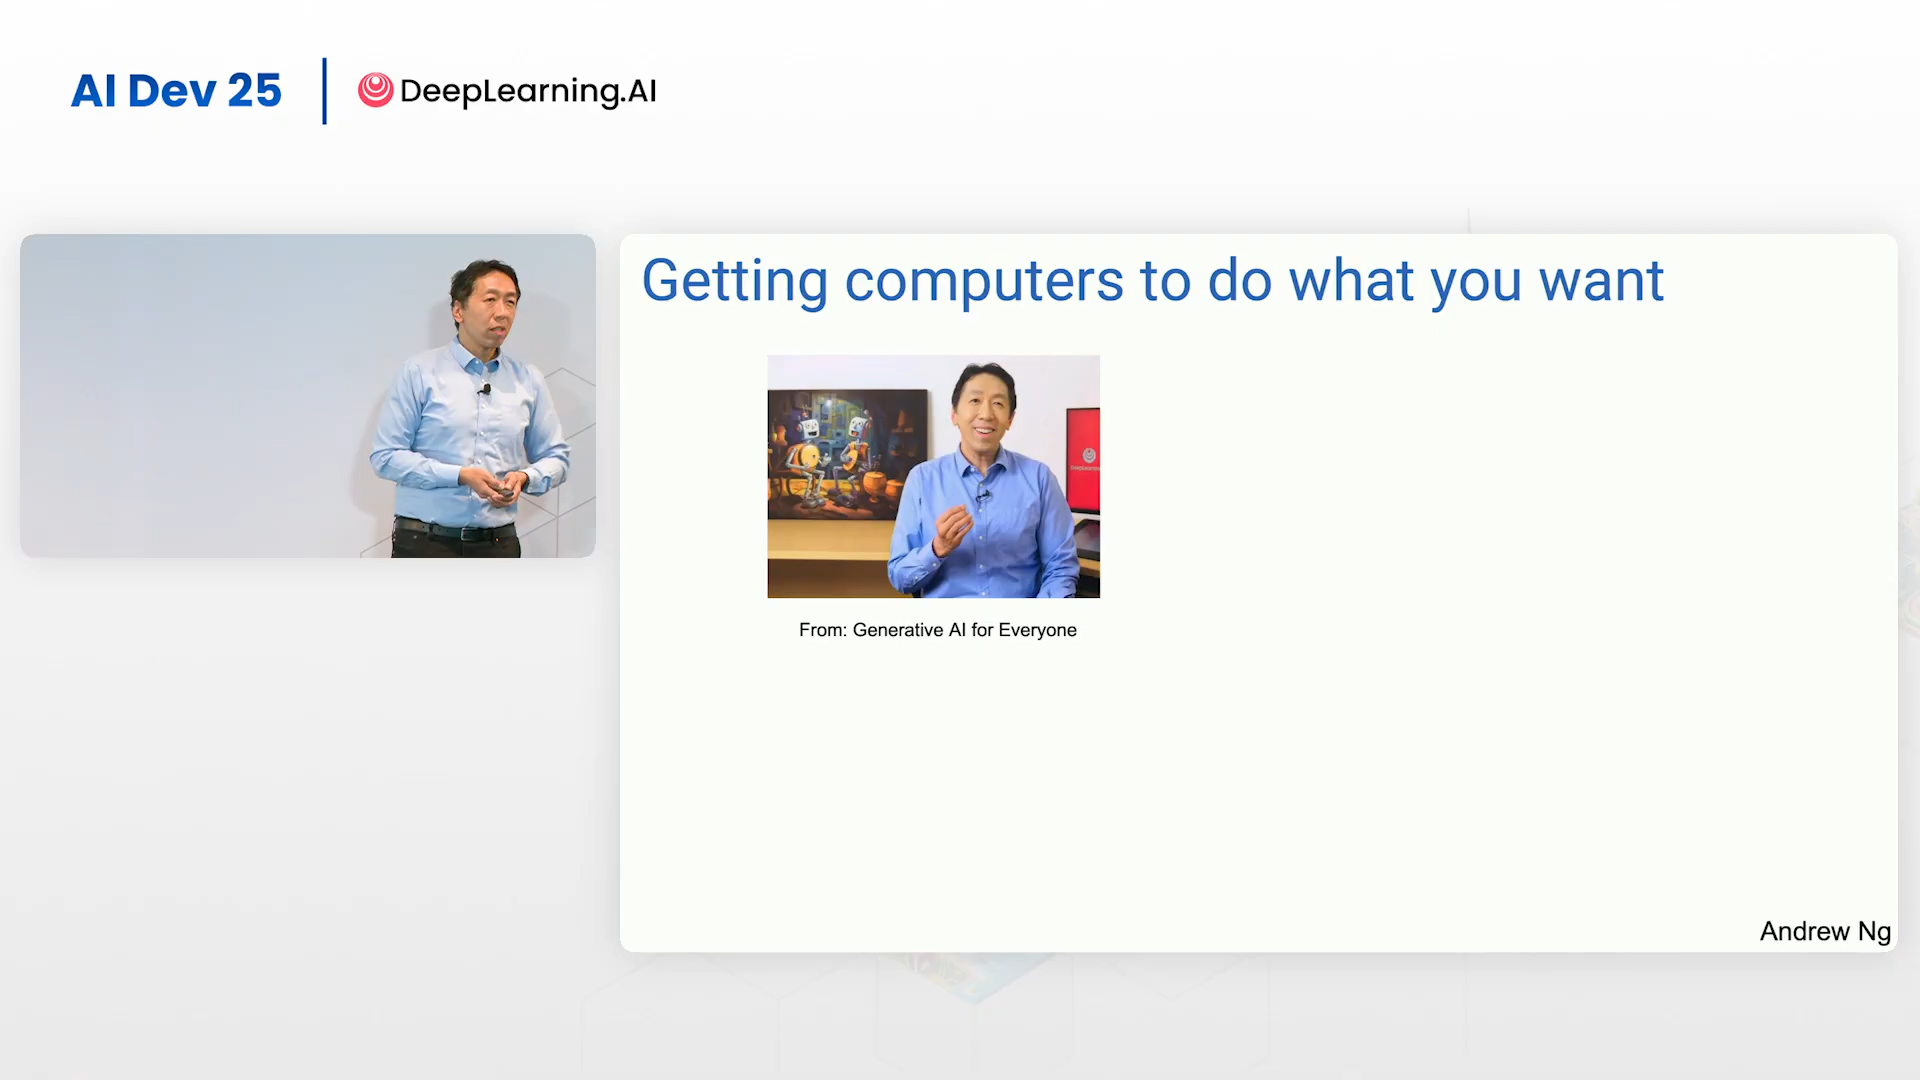 AI Dev 25
DeepLearning.AI
Getting computers to do what you want
From: Generative AI for Everyone
Andrew Ng